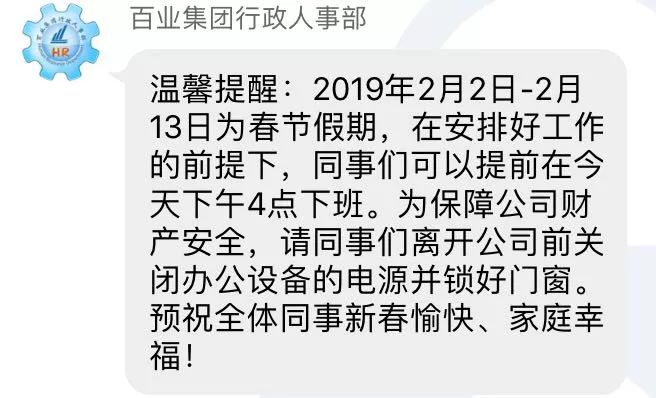 百业集团行政人事部
HR
温馨提醒：2019年2月2日-2月
13日为春节假期，在安排好工作
的前提下，同事们可以提前在今
天下午4点下班。为保障公司财
产安全，请同事们离开公司前关
闭办公设备的电源并锁好门窗。
预祝全体同事新春愉快、家庭幸
福！